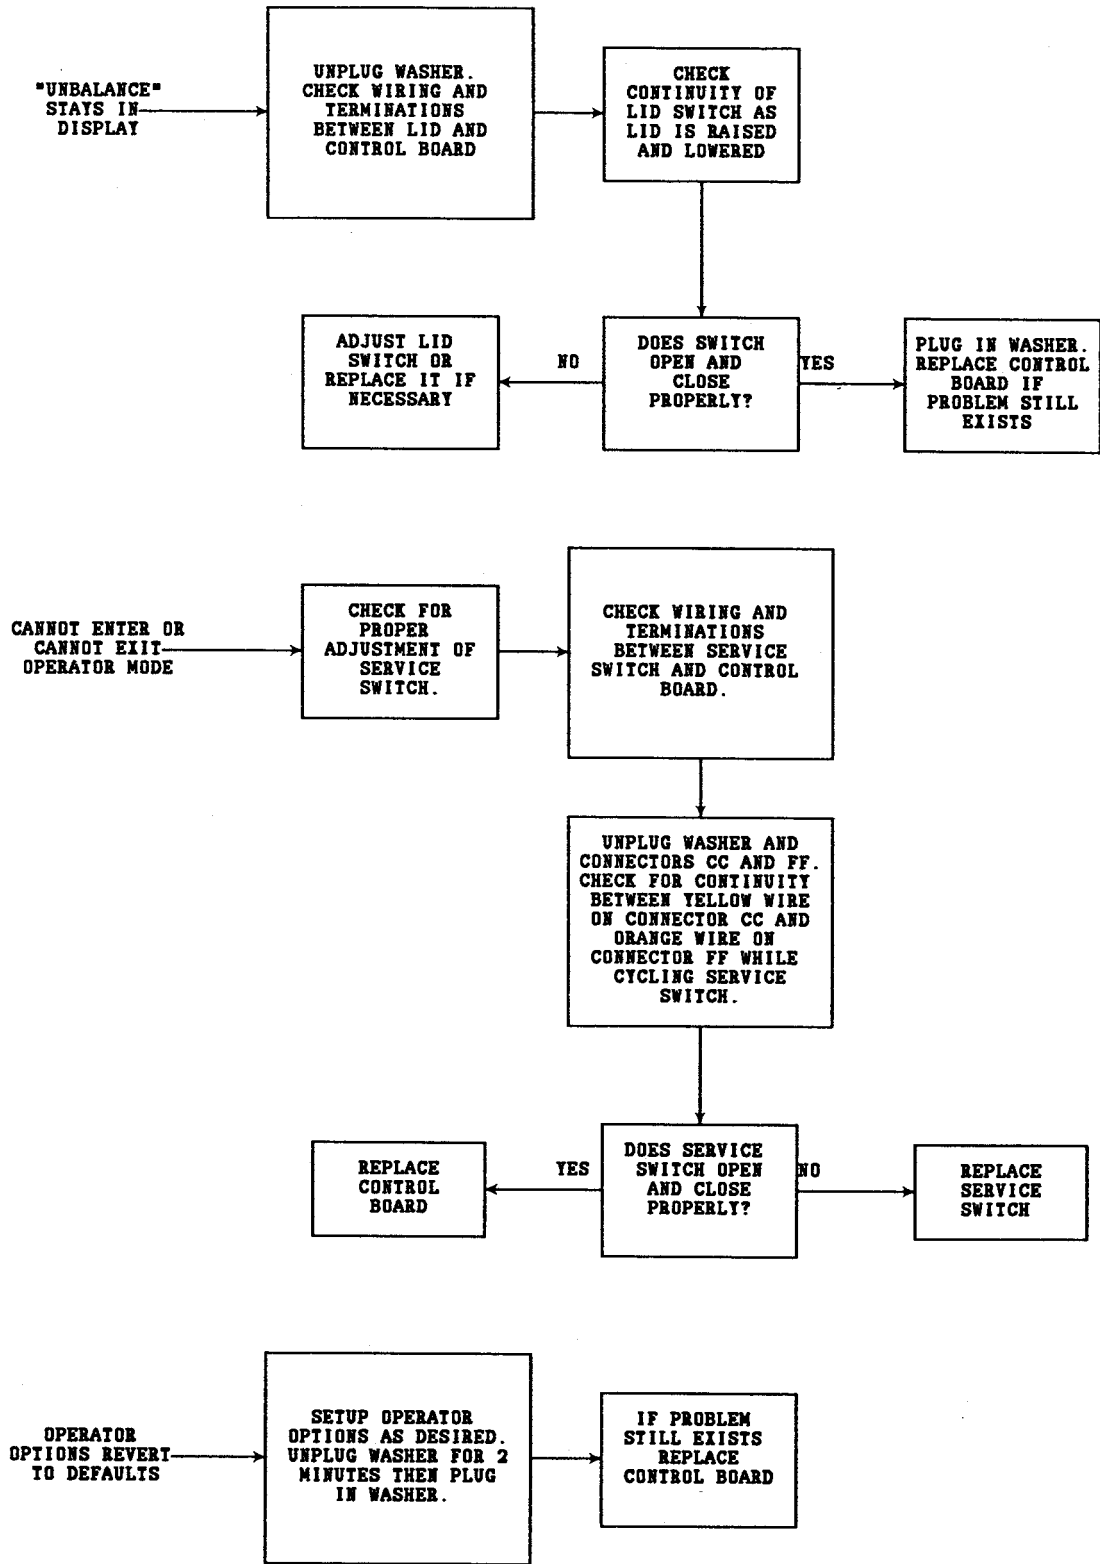 "UNBALANCE"
STAYS IN
DISPLAY
UNPLUG WASHER.
CHECK WIRING AND
TERMINATIONS
BETWEEN LID AND
CONTROL BOARD
CHECK
CONTINUITY OF
LID SWITCH AS
LID IS RAISED
AND LOWERED
ADJUST LID
SWITCH OR
REPLACE IT IF
NECESSARY
NO
DOES SWITCH
OPEN AND
CLOSE
PROPERLY?
YES
PLUG IN WASHER.
REPLACE CONTROL
BOARD IF
PROBLEM STILL
EXISTS
CANNOT ENTER OR
CANNOT EXIT
OPERATOR MODE
CHECK FOR
PROPER
ADJUSTMENT OF
SERVICE
SWITCH.
CHECK WIRING AND
TERMINATIONS
BETWEEN SERVICE
SWITCH AND CONTROL
BOARD.
UNPLUG WASHER AND
CONNECTORS CC AND FF.
CHECK FOR CONTINUITY
BETWEEN YELLOW WIRE
ON CONNECTOR CC AND
ORANGE WIRE ON
CONNECTOR FF WHILE
CYCLING SERVICE
SWITCH.
REPLACE
CONTROL
BOARD
YES
DOES SERVICE
SWITCH OPEN
AND CLOSE
PROPERLY?
NO
REPLACE
SERVICE
SWITCH
OPERATOR
OPTIONS REVERT
TO DEFAULTS
SETUP OPERATOR
OPTIONS AS DESIRED.
UNPLUG WASHER FOR 2
MINUTES THEN PLUG
IN WASHER.
IF PROBLEM
STILL EXISTS
REPLACE
CONTROL BOARD